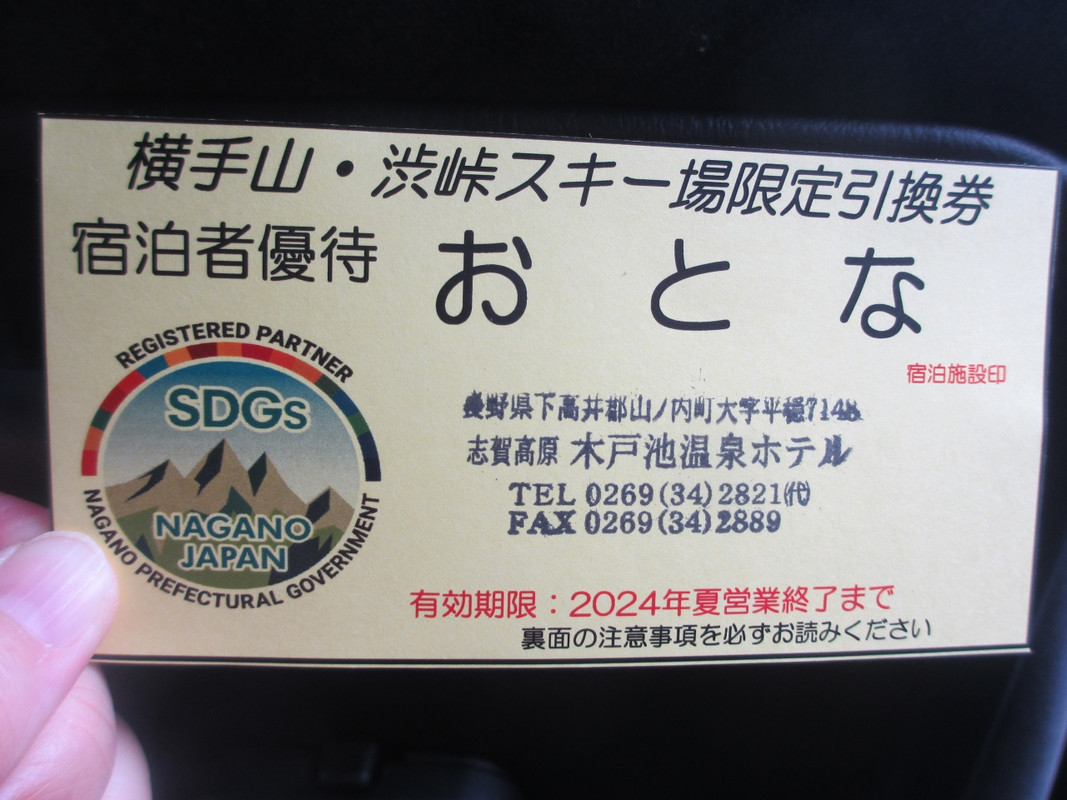 横手山・渋峠スキー場限定引換券
宿泊者優待 おとな
宿泊施設印
REGISTERED PARTNER
SDGs
NAGANO
JAPAN
NAGANO PREFECTURAL GOVERNMENT
長野県下高井郡山ノ内町大字平穏7148
志賀高原 木戸池温泉ホテル
TEL 0269(34)2821(代)
FAX 0269(34)2889
有効期限：2024年夏営業終了まで
裏面の注意事項を必ずお読みください